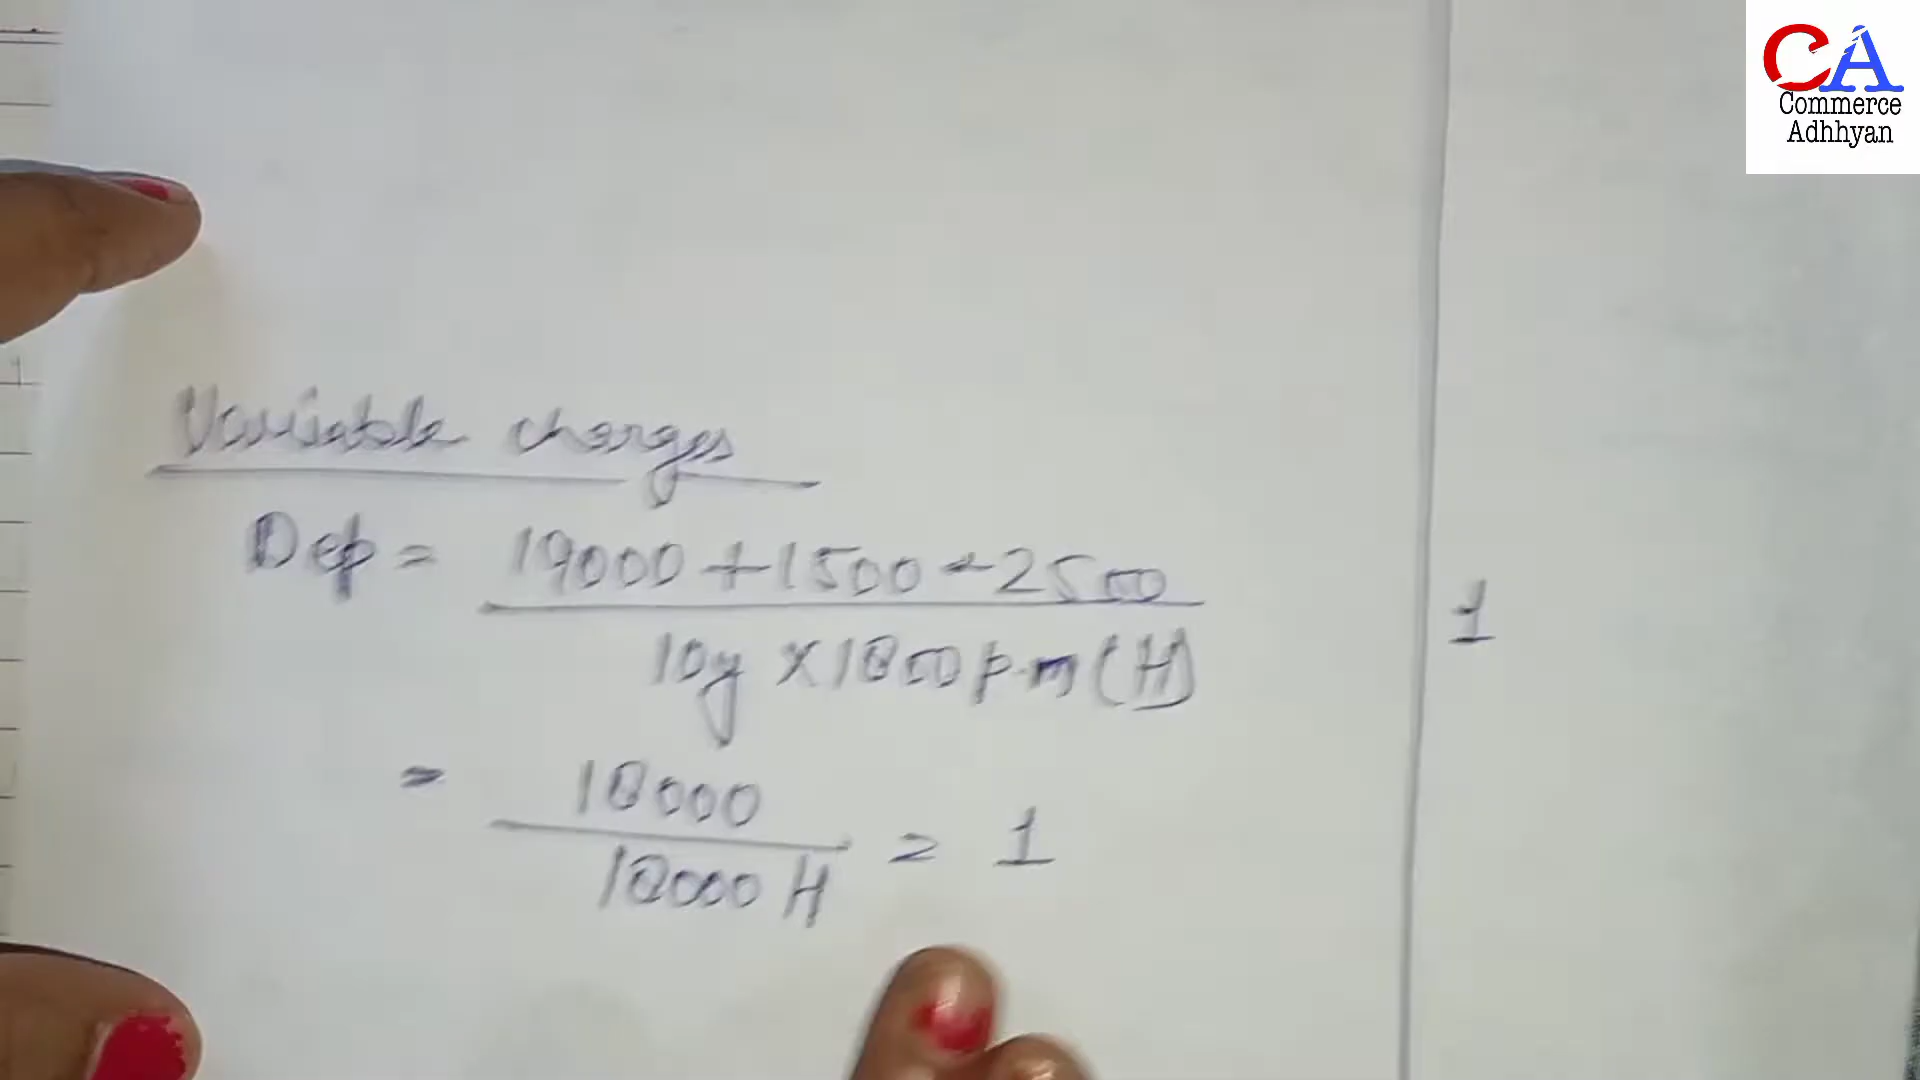 CA
Commerce
Adhhyan
Variable charges
Dep = 19000 + 1500 - 2500 1
10y x 1800 p.m (H)
= 18000
18000 H = 1